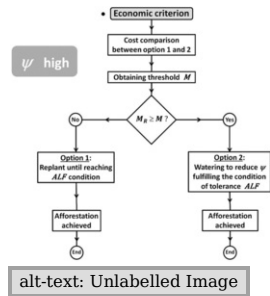 • Economic criterion
Cost comparison
between option 1 and 2
ψ high
Obtaining threshold M
M_R ≥ M ?
No
Yes
Option 1:
Replant until reaching
ALF condition
Option 2:
Watering to reduce ψ
fulfilling the condition
of tolerance ALF
Afforestation
achieved
Afforestation
achieved
End
End
alt-text: Unlabelled Image